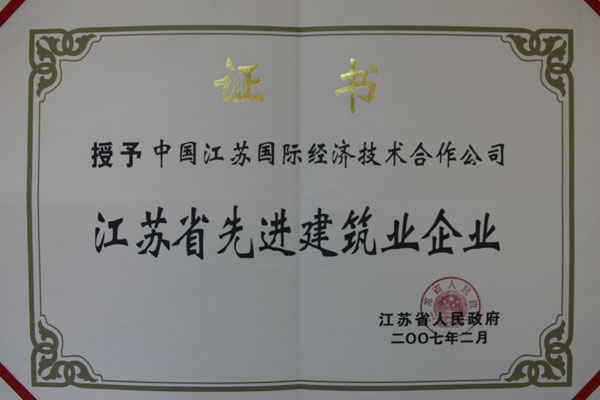 证书
授予 中国江苏国际经济技术合作公司
江苏省先进建筑业企业
江苏省人民政府
二〇〇七年二月